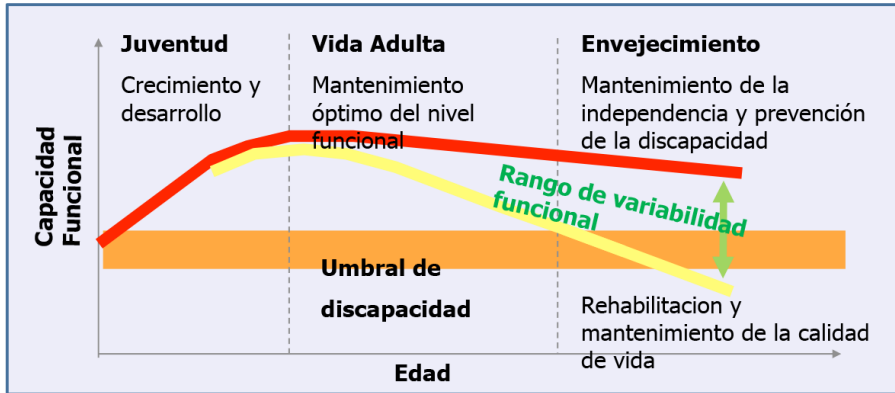 Juventud
Crecimiento y
desarrollo
Vida Adulta
Mantenimiento
óptimo del nivel
funcional
Envejecimiento
Mantenimiento de la
independencia y prevención
de la discapacidad
Capacidad
Funcional
Rango de variabilidad
funcional
Umbral de
discapacidad
Rehabilitacion y
mantenimiento de la calidad
de vida
Edad